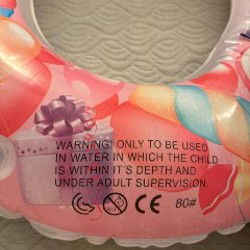 WARNING! ONLY TO BE USED
IN WATER IN WHICH THE CHILD
IS WITHIN IT'S DEPTH AND
UNDER ADULT SUPERVISION.
CE 80#